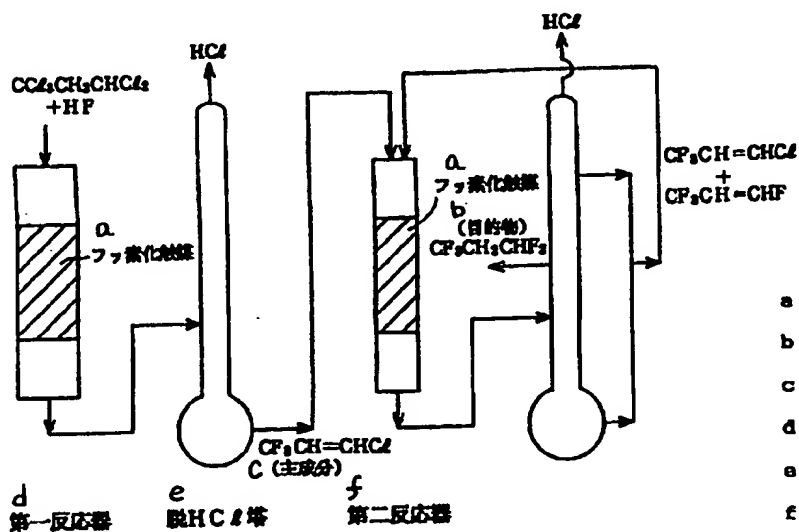 HCl
CCl₃CH₂CHCl₂
+HF
a
フッ素化触媒
HCl
a
フッ素化触媒
b
(目的物)
CF₃CH₂CHF₂
CF₃CH=CHCl
+
CF₃CH=CHF
CF₃CH=CHCl
C (主成分)
d
第一反応器
e
脱HCl塔
f
第二反応器
a
b
c
d
e
f